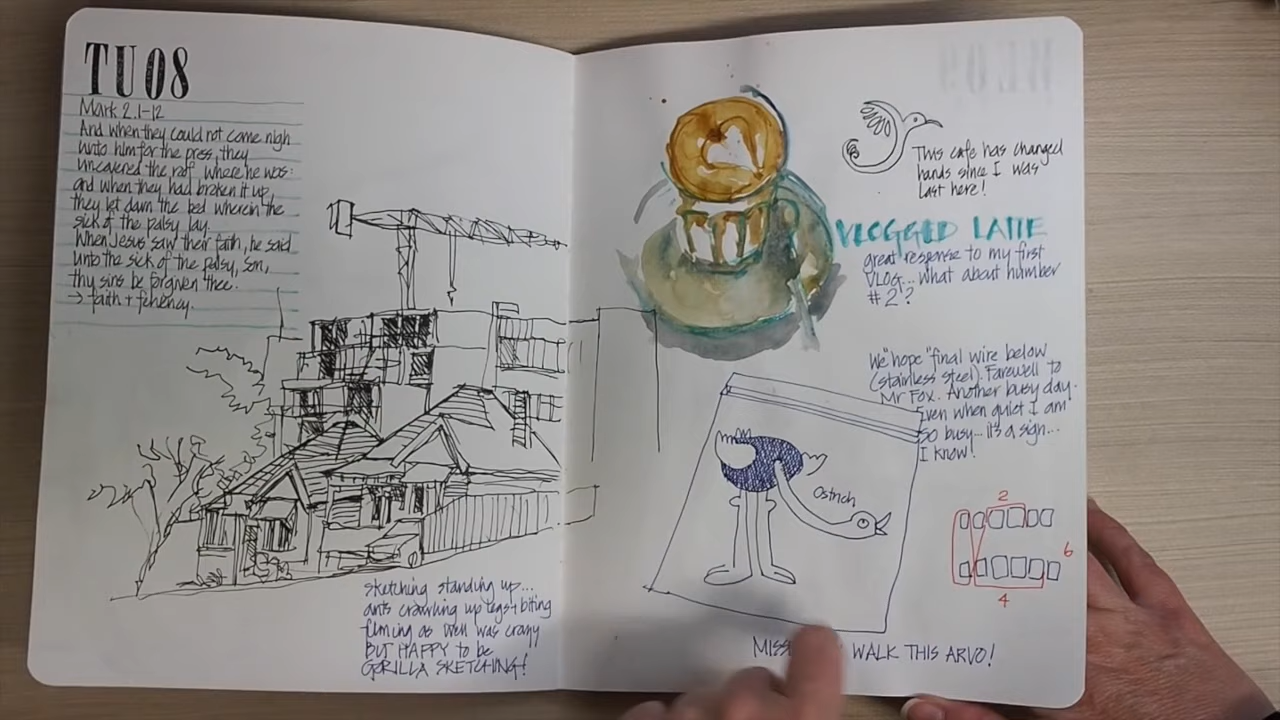 TU08
Mark 2.1-12
And when they could not come nigh
unto him for the press, they
uncovered the roof where he was:
and when they had broken it up,
they let down the bed wherein the
sick of the palsy lay.
When Jesus saw their faith, he said
unto the sick of the palsy, Son,
thy sins be forgiven thee.
→ faith +
sketching standing up...
ants crawling up legs + biting
filming as well was crazy
BUT HAPPY to be
GORILLA SKETCHING!
This cafe has changed
hands since I was
last here!
VLOGGED LATTE
great response to my first
VLOG... what about number
#2?
We "hope" final wire below
(stainless steel). Farewell to
Mr Fox. Another busy day.
Even when quiet I am
so busy... it's a sign...
I know!
Ostrich
2
6
4
WALK THIS ARVO!